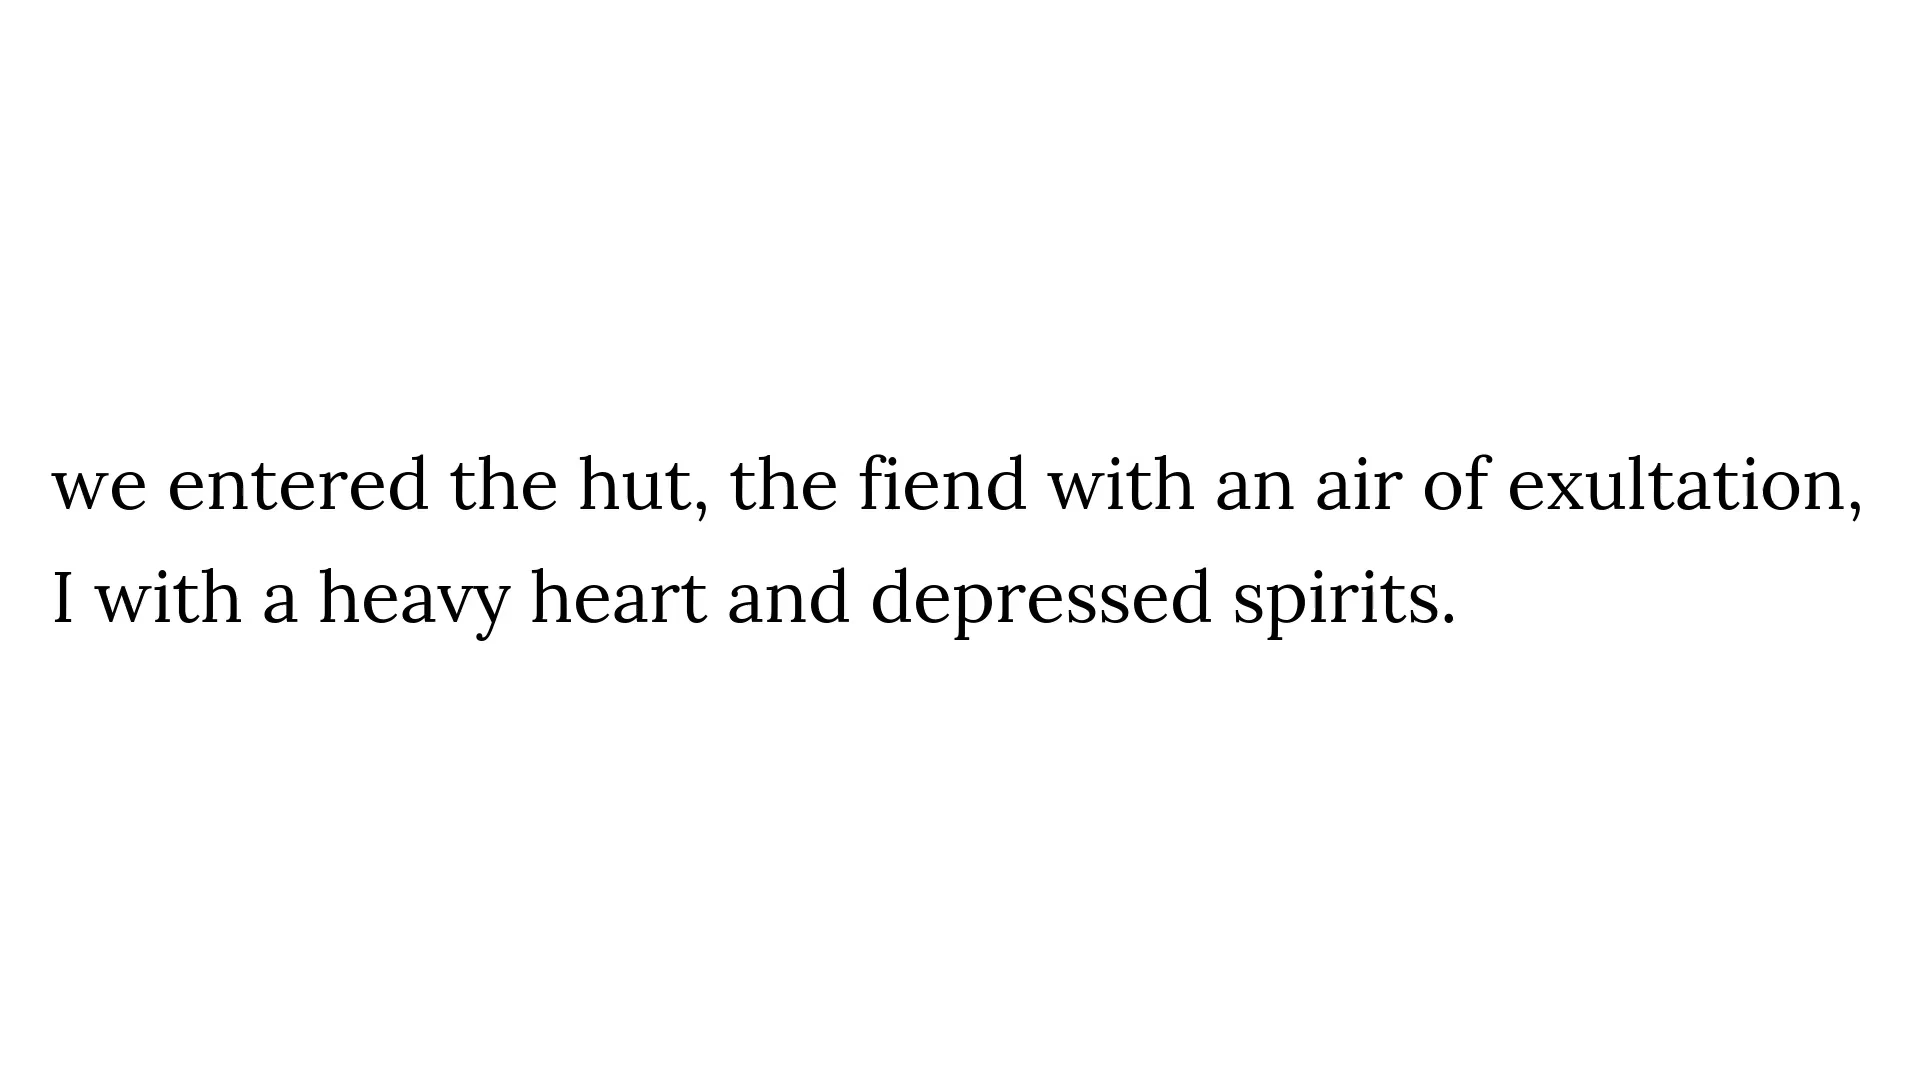 we entered the hut, the fiend with an air of exultation,
I with a heavy heart and depressed spirits.